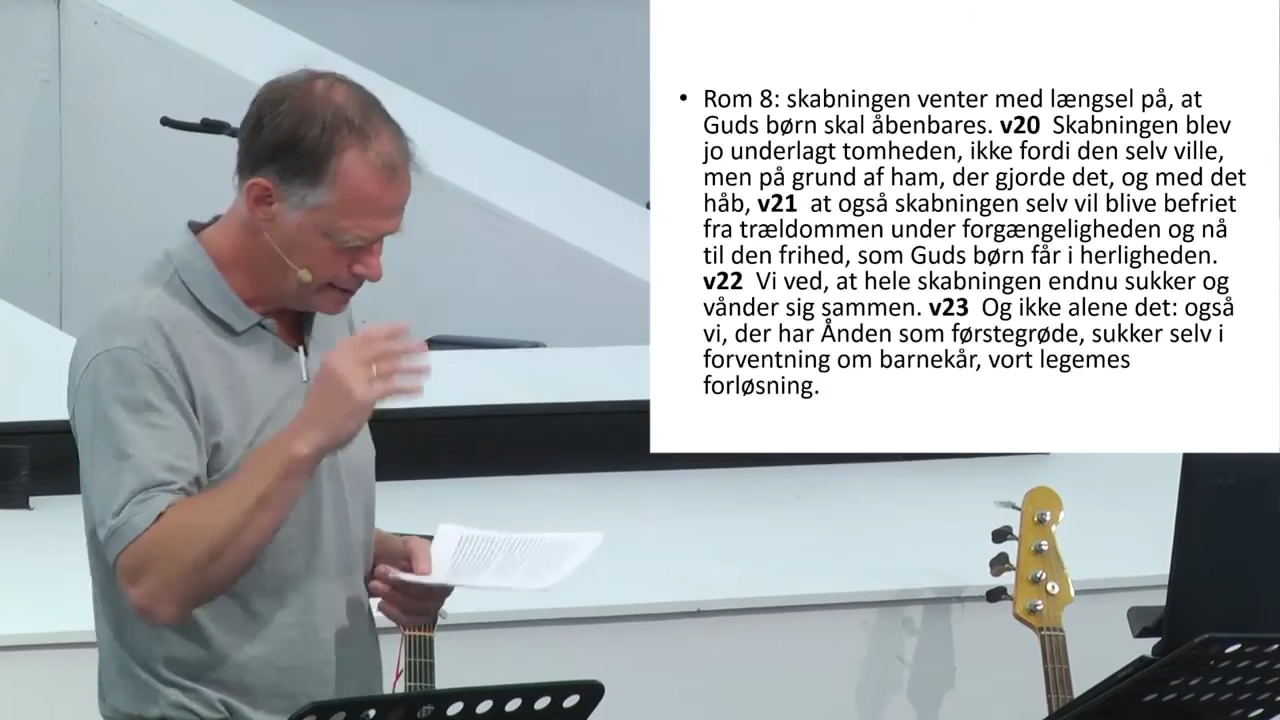 • Rom 8: skabningen venter med længsel på, at
Guds børn skal åbenbares. v20 Skabningen blev
jo underlagt tomheden, ikke fordi den selv ville,
men på grund af ham, der gjorde det, og med det
håb, v21 at også skabningen selv vil blive befriet
fra trældommen under forgængeligheden og nå
til den frihed, som Guds børn får i herligheden.
v22 Vi ved, at hele skabningen endnu sukker og
vånder sig sammen. v23 Og ikke alene det: også
vi, der har Ånden som førstegrøde, sukker selv i
forventning om barnekår, vort legemes
forløsning.